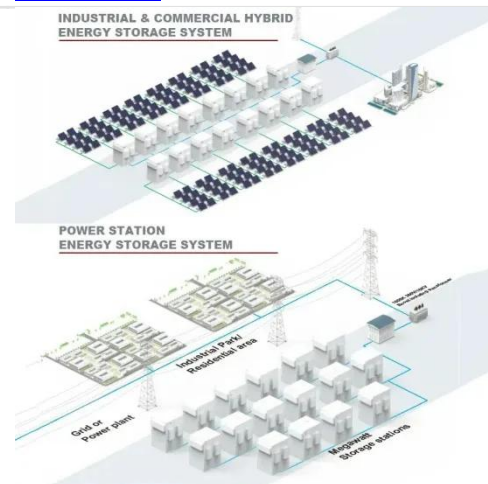 INDUSTRIAL & COMMERCIAL HYBRID
ENERGY STORAGE SYSTEM
POWER STATION
ENERGY STORAGE SYSTEM
Industrial Park/
Residential area
Grid or
Power plant
Megawatt
Storage stations